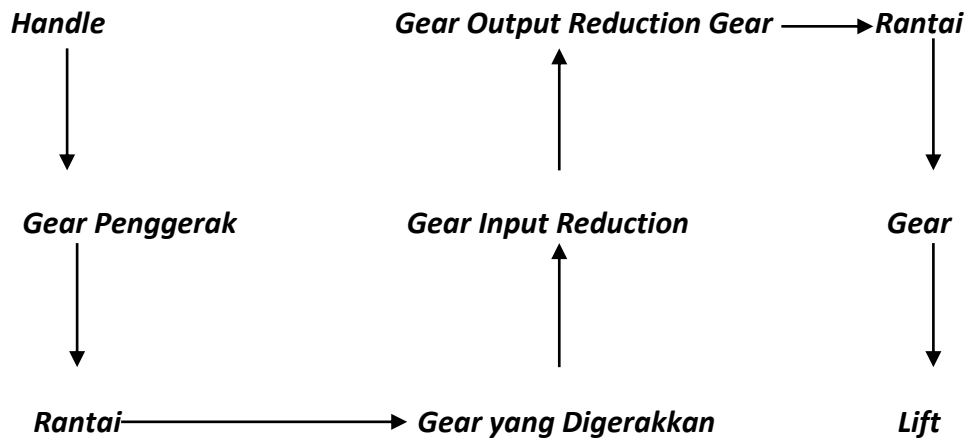 Handle
Gear Output Reduction Gear
Rantai
Gear Penggerak
Gear Input Reduction
Gear
Rantai
Gear yang Digerakkan
Lift